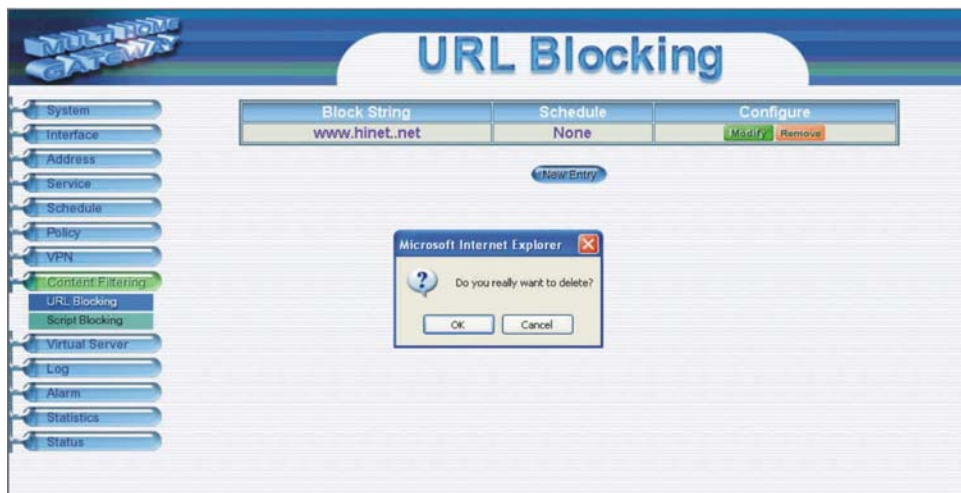 MULTI HOME
GATEWAY
URL Blocking
System
Interface
Address
Service
Schedule
Policy
VPN
Content Filtering
URL Blocking
Script Blocking
Virtual Server
Log
Alarm
Statistics
Status
Block String Schedule Configure
www.hinet..net None Modify Remove
New Entry
Microsoft Internet Explorer
Do you really want to delete?
OK Cancel